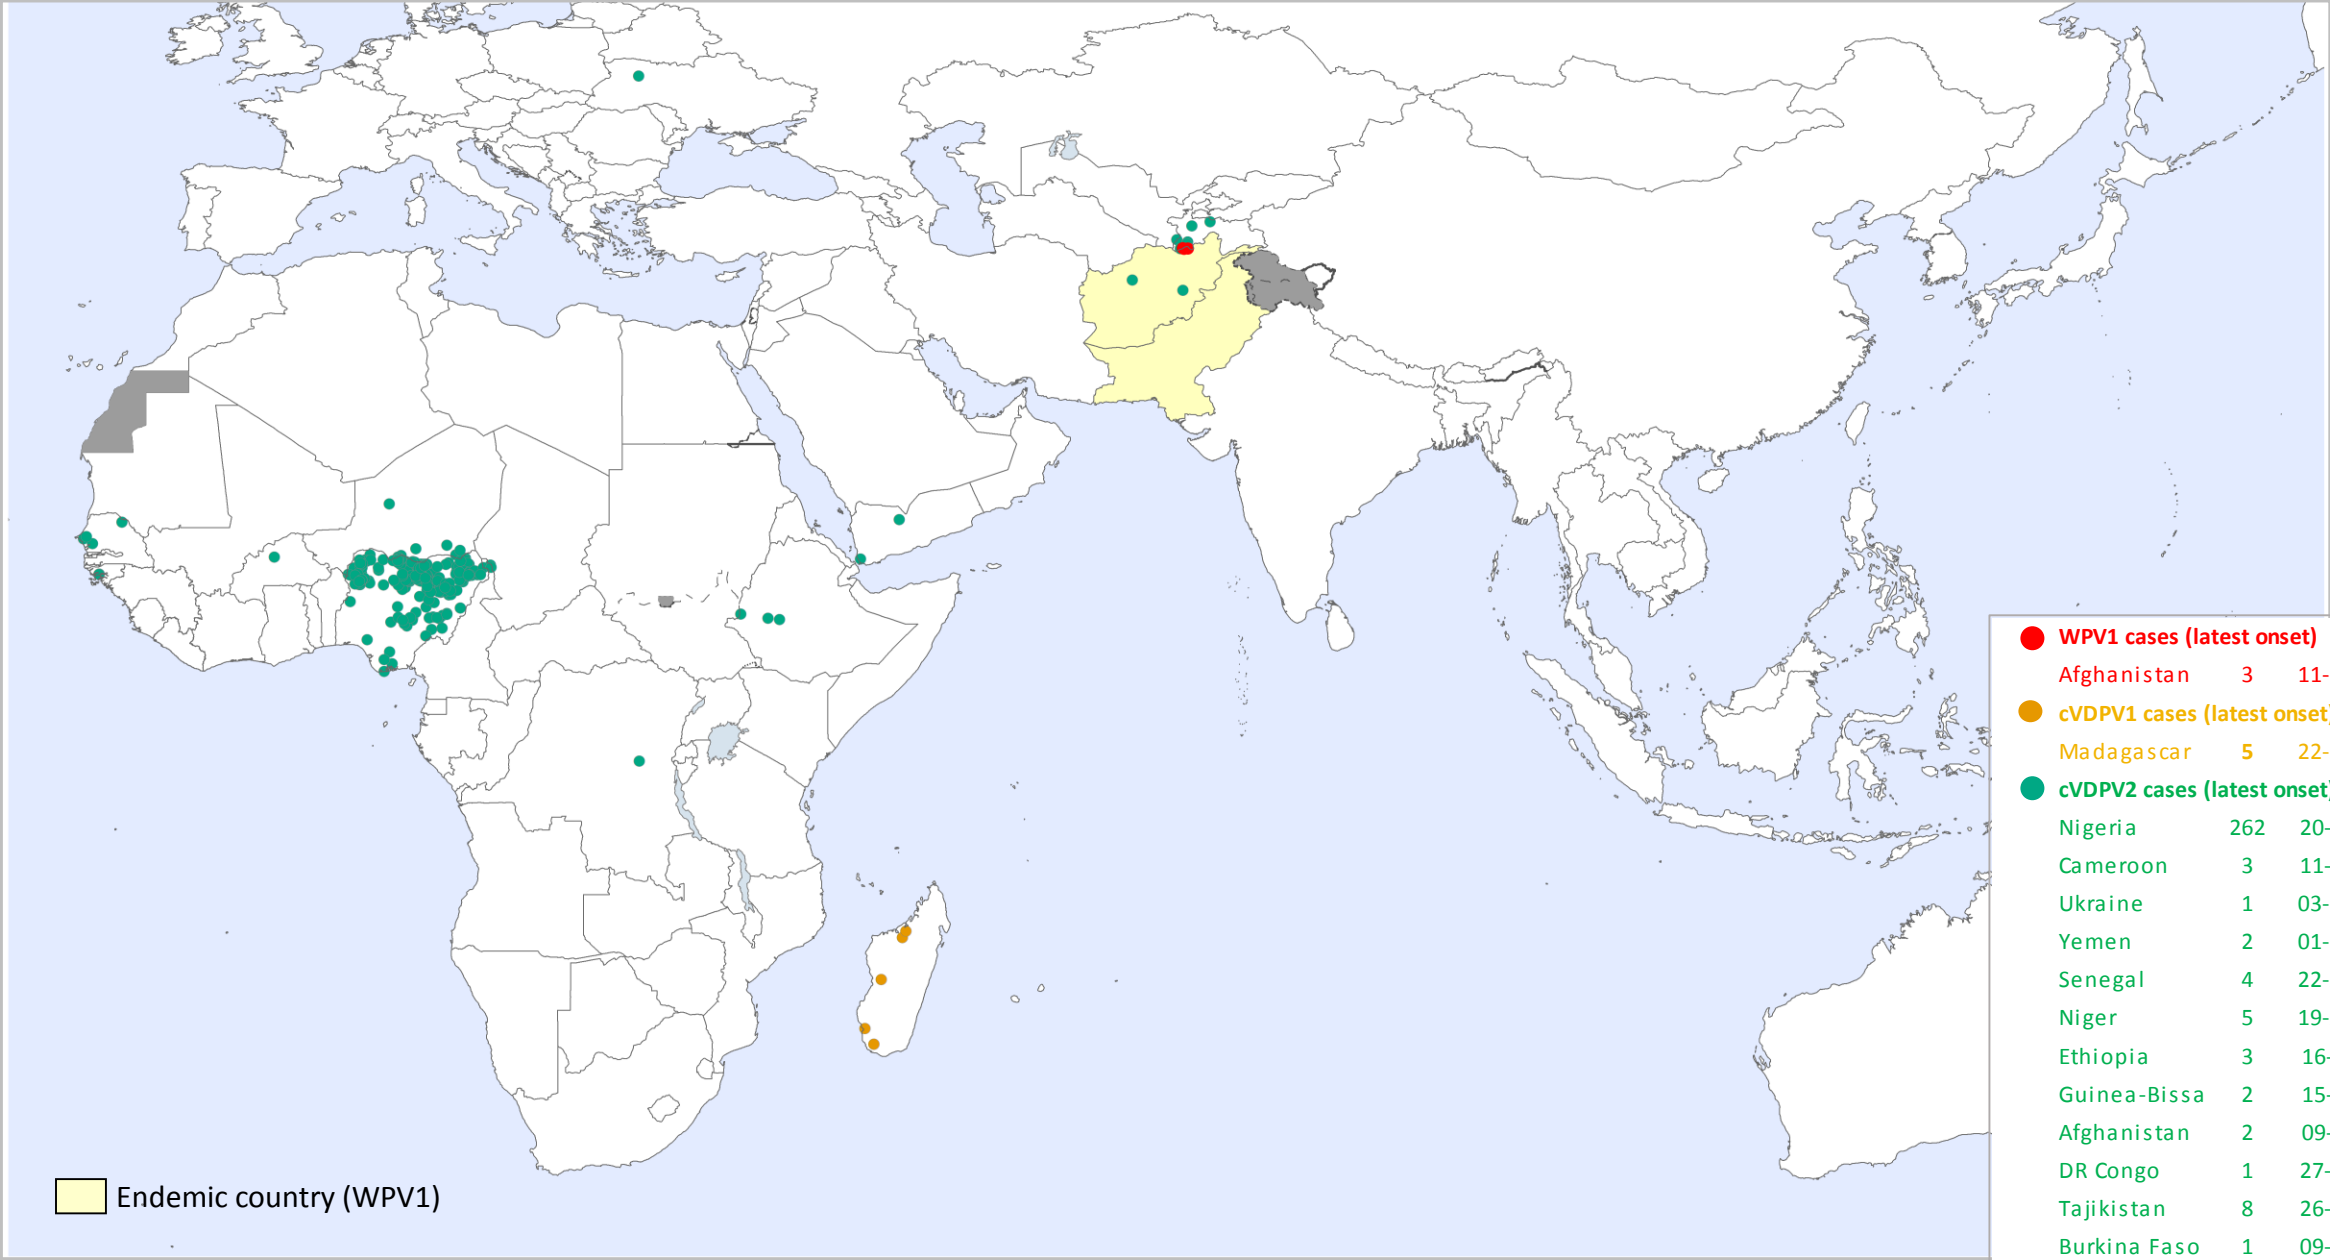 WPV1 cases (latest onset)
Afghanistan 3 11-
cVDPV1 cases (latest onset)
Madagascar 5 22-
cVDPV2 cases (latest onset)
Nigeria 262 20-
Cameroon 3 11-
Ukraine 1 03-
Yemen 2 01-
Senegal 4 22-
Niger 5 19-
Ethiopia 3 16-
Guinea-Bissa 2 15-
Afghanistan 2 09-
DR Congo 1 27-
Tajikistan 8 26-
Burkina Faso 1 09-
Endemic country (WPV1)